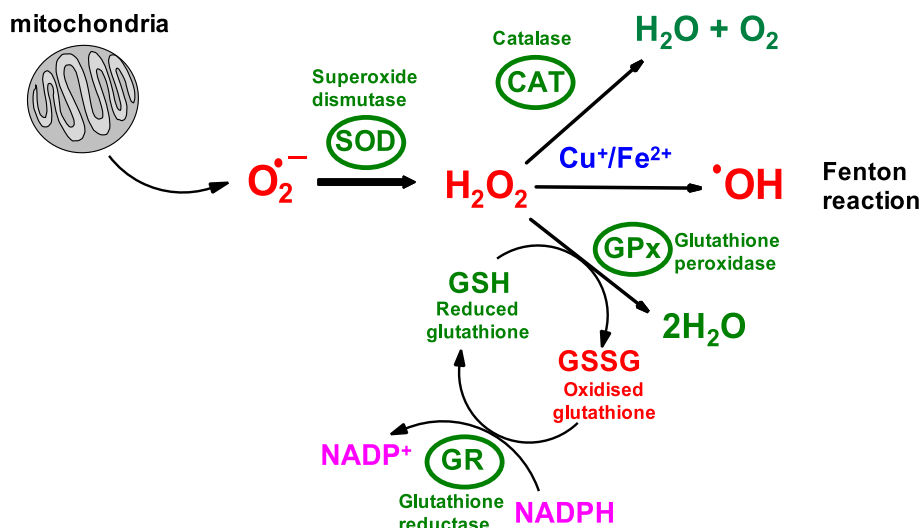 mitochondria
Superoxide
dismutase
SOD
O₂•−
Catalase
CAT
H₂O + O₂
H₂O₂
Cu⁺/Fe²⁺
•OH
Fenton
reaction
GPx
Glutathione
peroxidase
2H₂O
GSH
Reduced
glutathione
GSSG
Oxidised
glutathione
NADP⁺
GR
Glutathione
reductase
NADPH